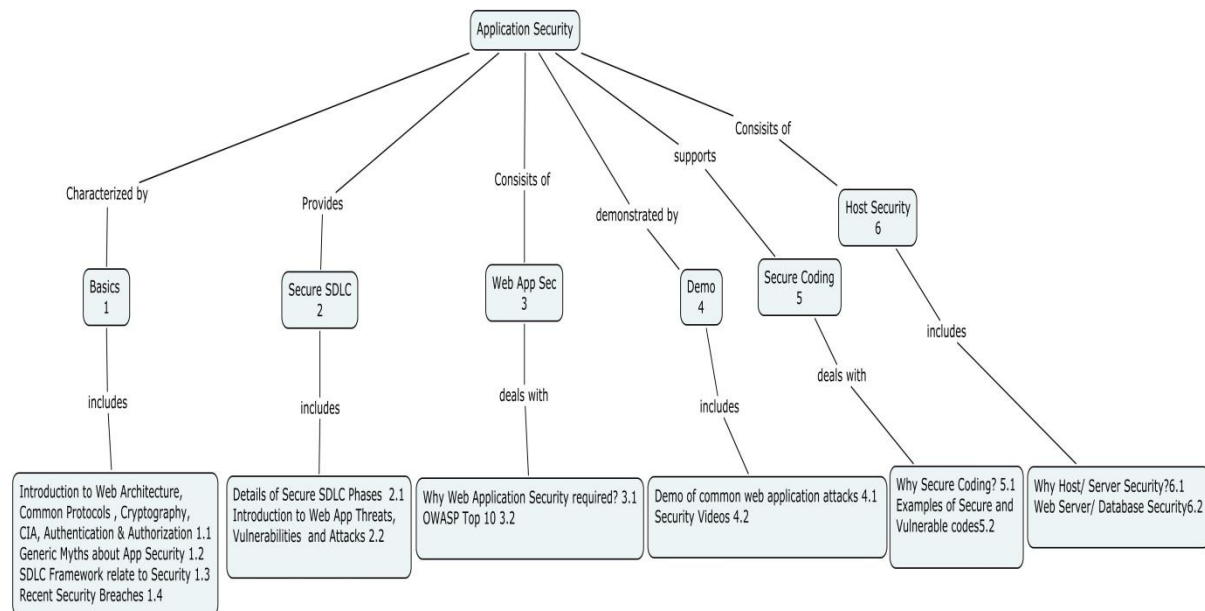 Application Security
Consisits of
supports
Characterized by
Provides
Consisits of
demonstrated by
Host Security
6
Basics
1
Secure SDLC
2
Web App Sec
3
Demo
4
Secure Coding
5
includes
includes
deals with
includes
deals with
includes
Introduction to Web Architecture,
Common Protocols , Cryptography,
CIA, Authentication & Authorization 1.1
Generic Myths about App Security 1.2
SDLC Framework relate to Security 1.3
Recent Security Breaches 1.4
Details of Secure SDLC Phases 2.1
Introduction to Web App Threats,
Vulnerabilities and Attacks 2.2
Why Web Application Security required? 3.1
OWASP Top 10 3.2
Demo of common web application attacks 4.1
Security Videos 4.2
Why Secure Coding? 5.1
Examples of Secure and
Vulnerable codes5.2
Why Host/ Server Security?6.1
Web Server/ Database Security6.2